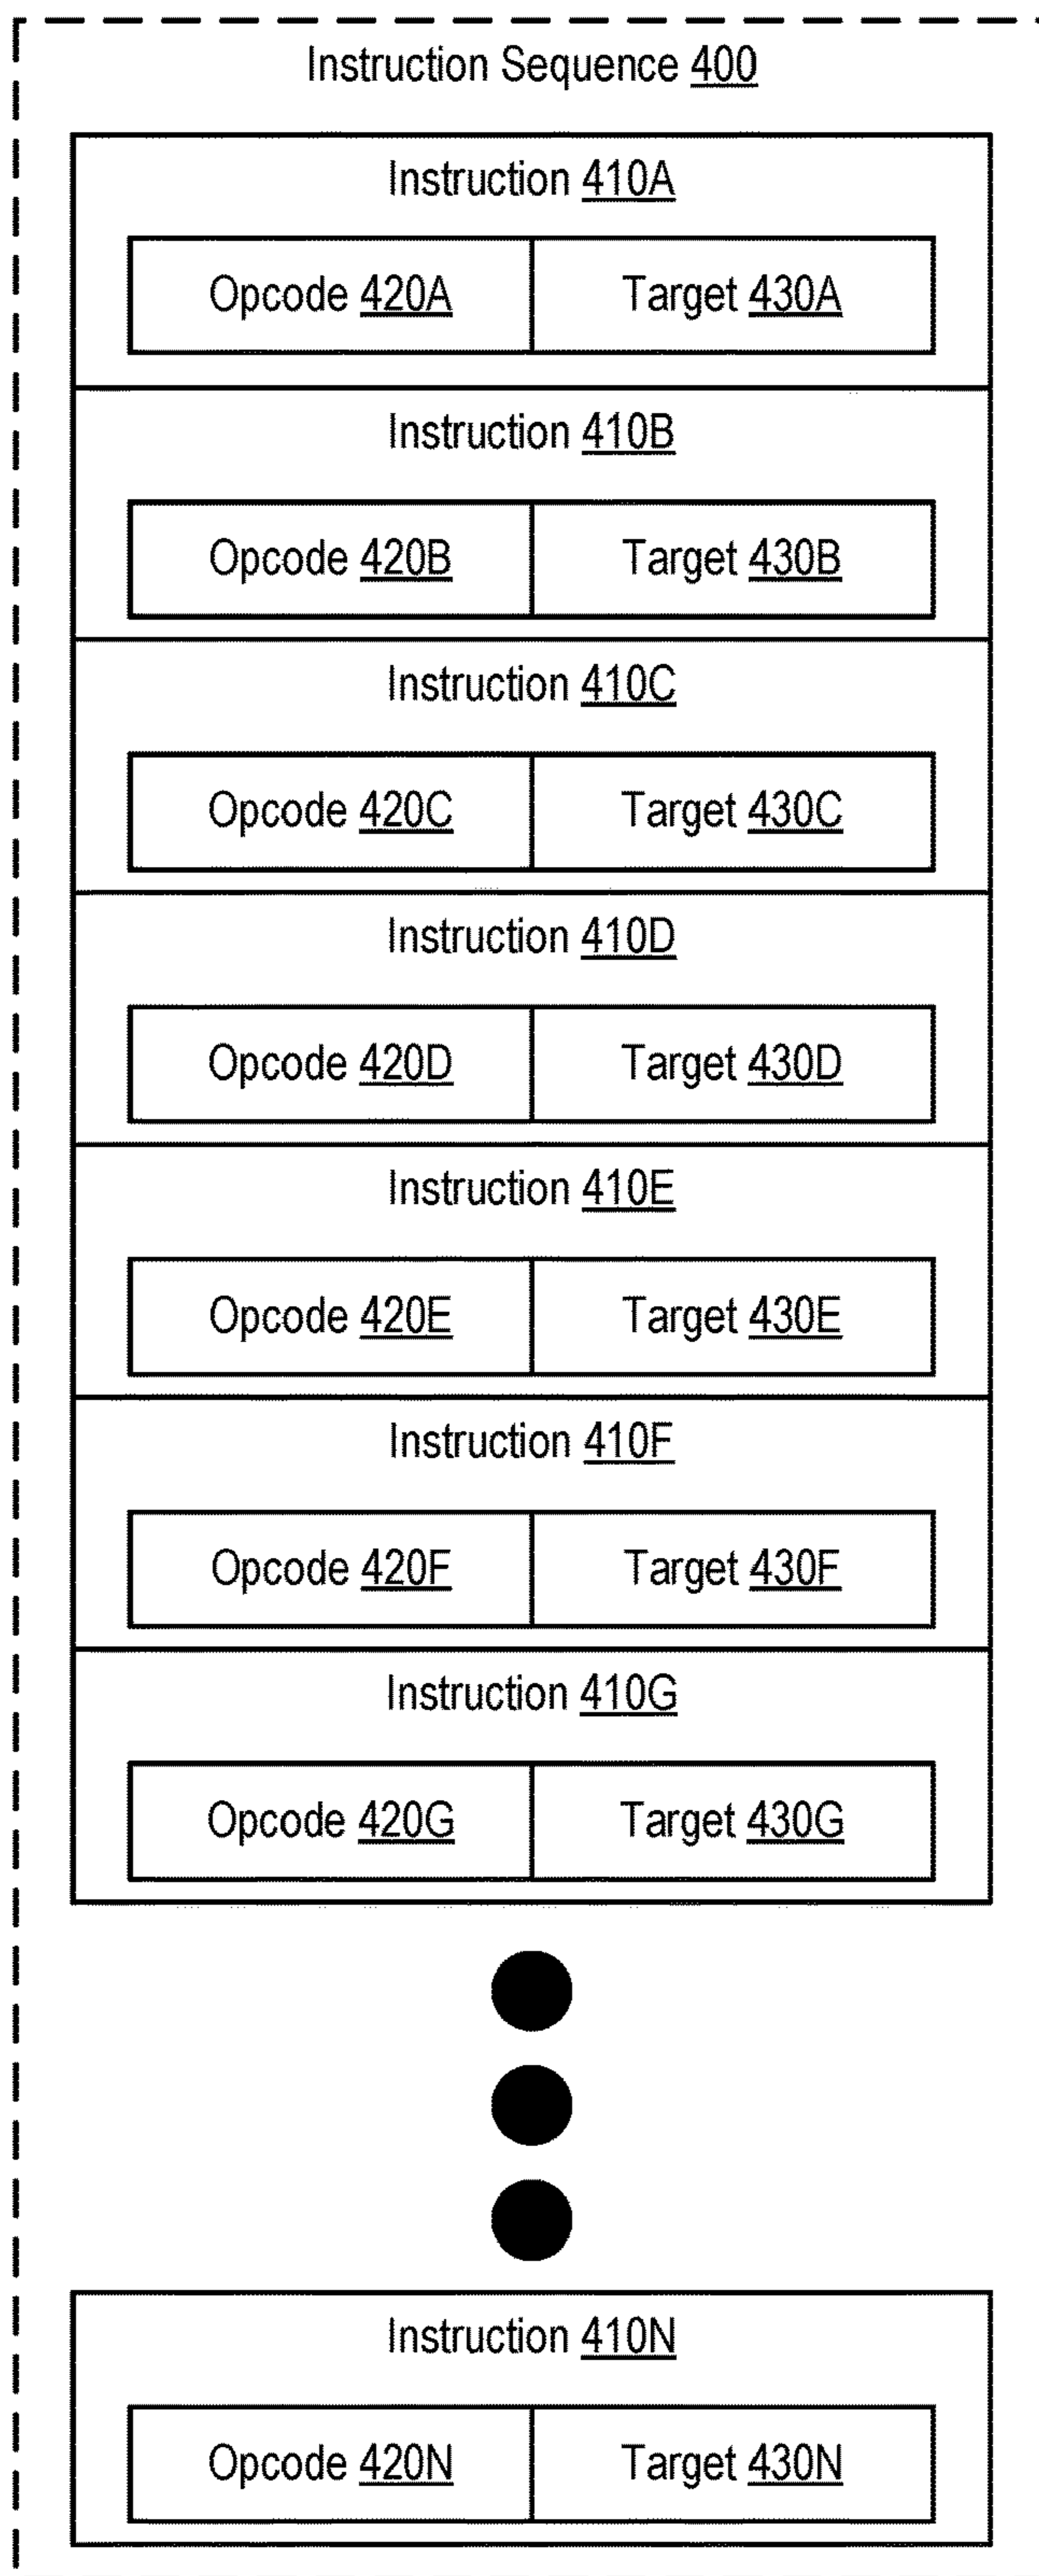 Instruction Sequence 400
Instruction 410A
Opcode 420A Target 430A
Instruction 410B
Opcode 420B Target 430B
Instruction 410C
Opcode 420C Target 430C
Instruction 410D
Opcode 420D Target 430D
Instruction 410E
Opcode 420E Target 430E
Instruction 410F
Opcode 420F Target 430F
Instruction 410G
Opcode 420G Target 430G
Instruction 410N
Opcode 420N Target 430N